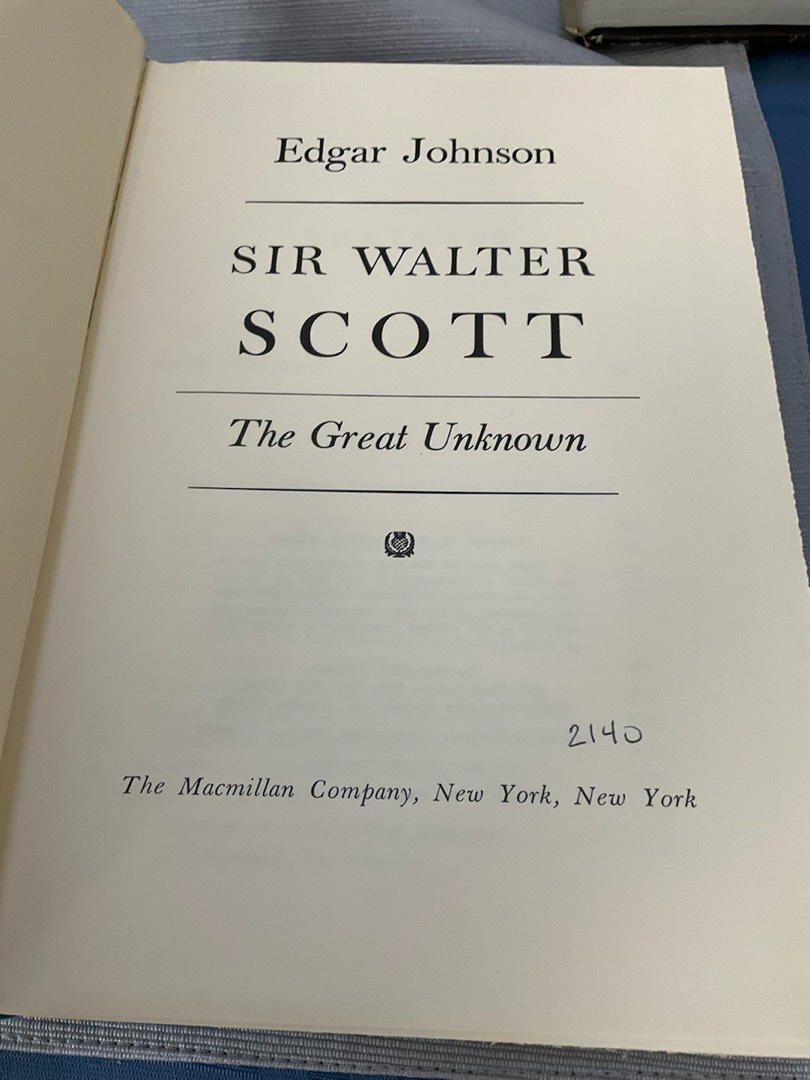 Edgar Johnson
SIR WALTER
SCOTT
The Great Unknown
2140
The Macmillan Company, New York, New York